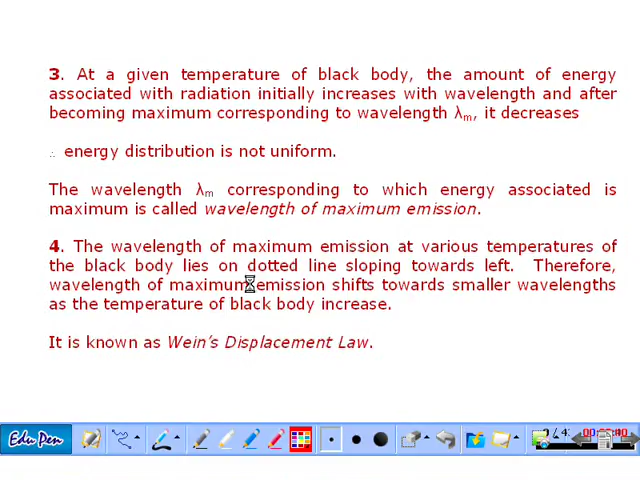 3. At a given temperature of black body, the amount of energy
associated with radiation initially increases with wavelength and after
becoming maximum corresponding to wavelength λm, it decreases
∴ energy distribution is not uniform.
The wavelength λm corresponding to which energy associated is
maximum is called wavelength of maximum emission.
4. The wavelength of maximum emission at various temperatures of
the black body lies on dotted line sloping towards left. Therefore,
wavelength of maximum emission shifts towards smaller wavelengths
as the temperature of black body increase.
It is known as Wein's Displacement Law.
Edu Pen